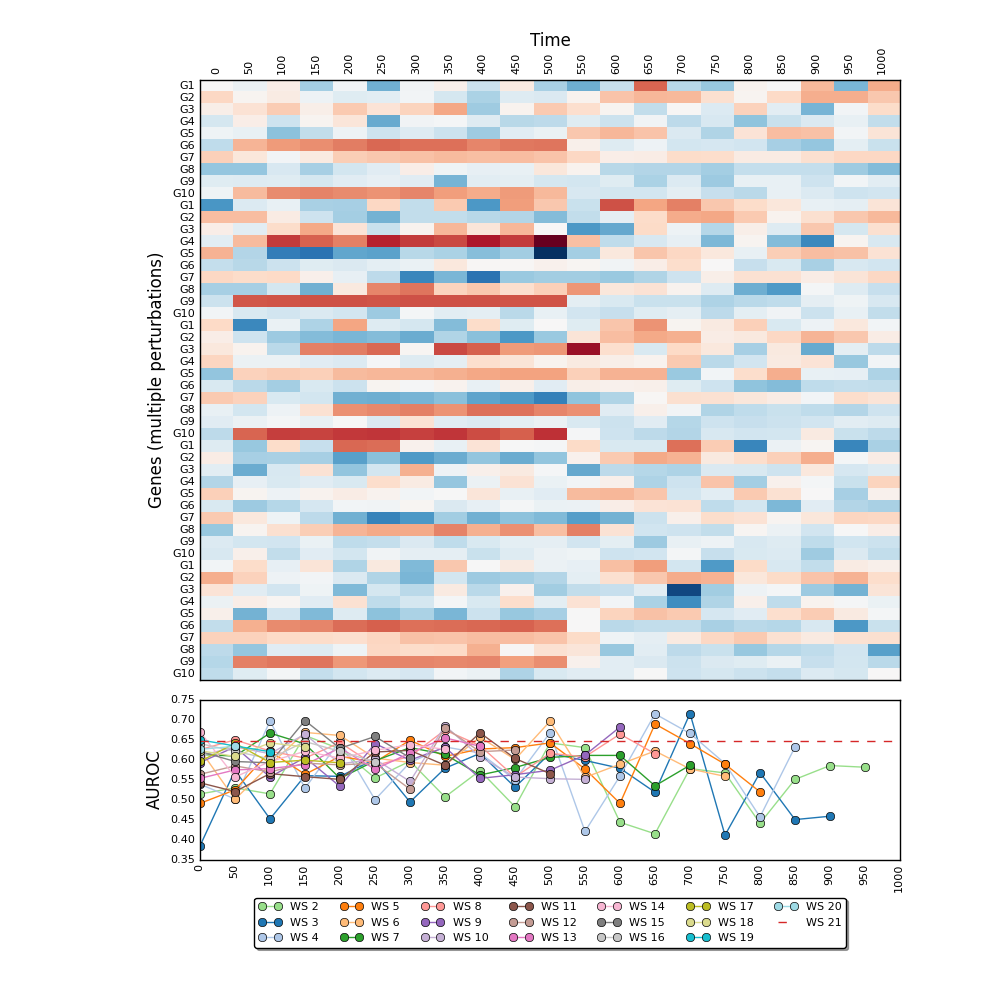 Time
0 50 100 150 200 250 300 350 400 450 500 550 600 650 700 750 800 850 900 950 1000
Genes (multiple perturbations)
G1
G2
G3
G4
G5
G6
G7
G8
G9
G10
G1
G2
G3
G4
G5
G6
G7
G8
G9
G10
G1
G2
G3
G4
G5
G6
G7
G8
G9
G10
G1
G2
G3
G4
G5
G6
G7
G8
G9
G10
G1
G2
G3
G4
G5
G6
G7
G8
G9
G10
AUROC
0.75
0.70
0.65
0.60
0.55
0.50
0.45
0.40
0.35
0 50 100 150 200 250 300 350 400 450 500 550 600 650 700 750 800 850 900 950 1000
WS 2 WS 5 WS 8 WS 11 WS 14 WS 17 WS 20
WS 3 WS 6 WS 9 WS 12 WS 15 WS 18 WS 21
WS 4 WS 7 WS 10 WS 13 WS 16 WS 19